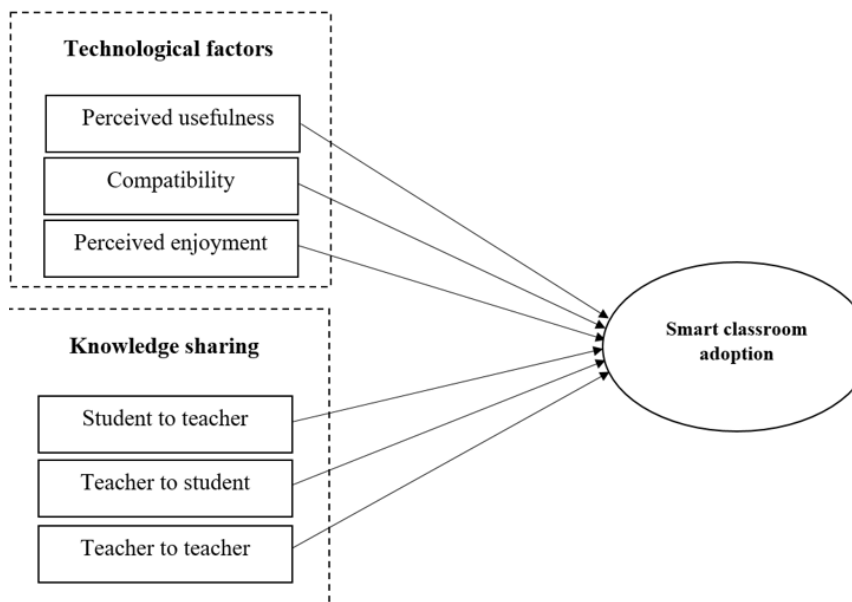 Technological factors
Perceived usefulness
Compatibility
Perceived enjoyment
Knowledge sharing
Student to teacher
Teacher to student
Teacher to teacher
Smart classroom
adoption